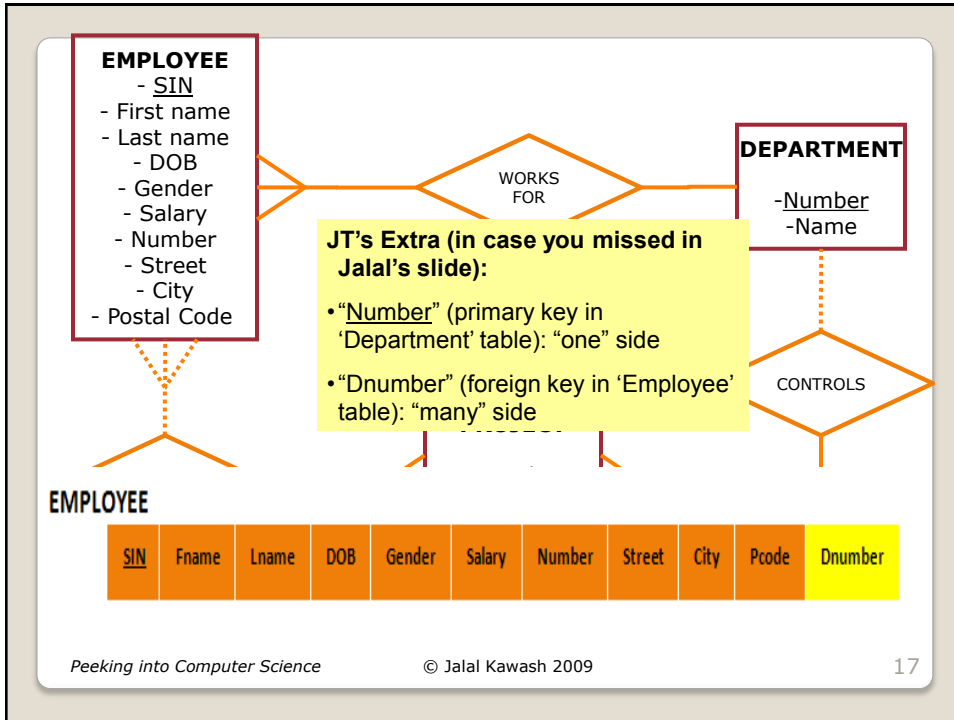 EMPLOYEE
- SIN
- First name
- Last name
- DOB
- Gender
- Salary
- Number
- Street
- City
- Postal Code
WORKS
FOR
DEPARTMENT
-Number
-Name
JT’s Extra (in case you missed in
Jalal’s slide):
•“Number” (primary key in
‘Department’ table): “one” side
•“Dnumber” (foreign key in ‘Employee’
table): “many” side
CONTROLS
EMPLOYEE
SIN Fname Lname DOB Gender Salary Number Street City Pcode Dnumber
Peeking into Computer Science © Jalal Kawash 2009 17